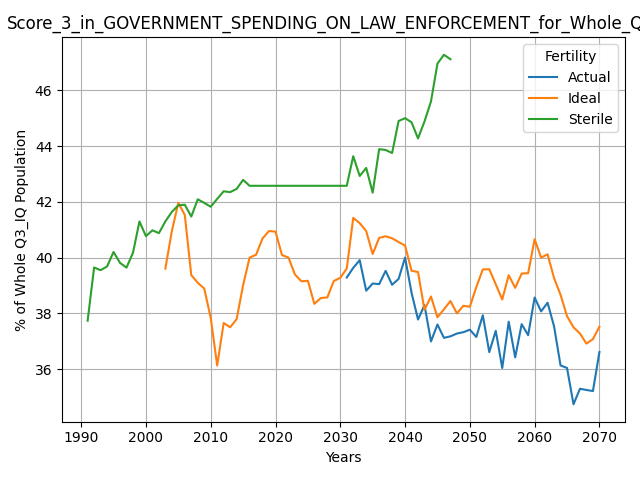 Score_3_in_GOVERNMENT_SPENDING_ON_LAW_ENFORCEMENT_for_Whole_Q
Fertility
Actual
Ideal
Sterile
% of Whole Q3_IQ Population
46
44
42
40
38
36
1990 2000 2010 2020 2030 2040 2050 2060 2070
Years